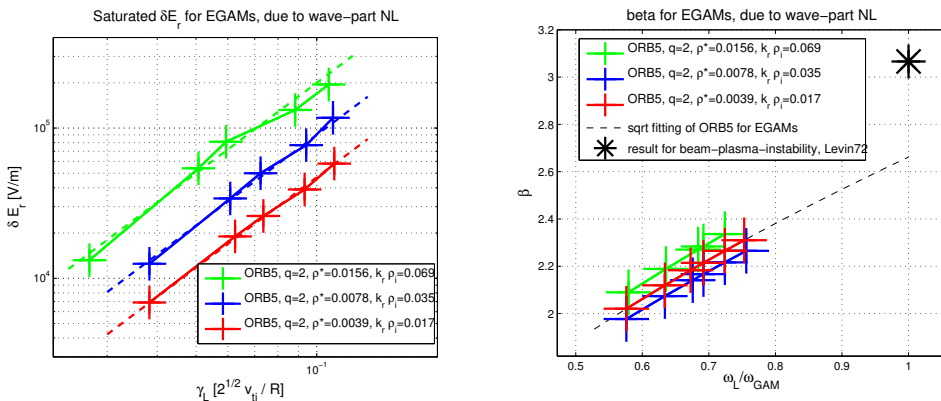 Saturated δE_r for EGAMs, due to wave-part NL
δ E_r [V/m]
10^5
10^4
ORB5, q=2, ρ*=0.0156, k_r ρ_i=0.069
ORB5, q=2, ρ*=0.0078, k_r ρ_i=0.035
ORB5, q=2, ρ*=0.0039, k_r ρ_i=0.017
10^-1
γ_L [2^1/2 v_ti / R]
beta for EGAMs, due to wave-part NL
β
3.2
3
2.8
2.6
2.4
2.2
2
ORB5, q=2, ρ*=0.0156, k_r ρ_i=0.069
ORB5, q=2, ρ*=0.0078, k_r ρ_i=0.035
ORB5, q=2, ρ*=0.0039, k_r ρ_i=0.017
sqrt fitting of ORB5 for EGAMs
result for beam-plasma-instability, Levin72
0.5 0.6 0.7 0.8 0.9 1
ω_L/ω_GAM